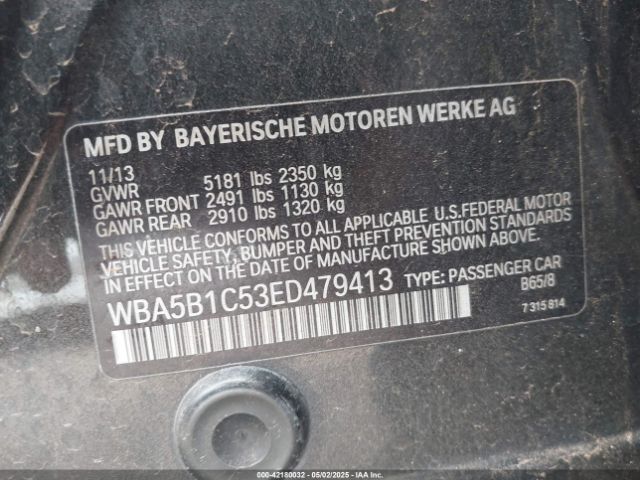 MFD BY BAYERISCHE MOTOREN WERKE AG
11/13
GVWR 5181 lbs 2350 kg
GAWR FRONT 2491 lbs 1130 kg
GAWR REAR 2910 lbs 1320 kg
THIS VEHICLE CONFORMS TO ALL APPLICABLE U.S.FEDERAL MOTOR
VEHICLE SAFETY, BUMPER AND THEFT PREVENTION STANDARDS
IN EFFECT ON THE DATE OF MANUFACTURE SHOWN ABOVE.
WBA5B1C53ED479413 TYPE: PASSENGER CAR
B65/8
7 315 814
000-42180032 - 05/02/2025 - IAA Inc. (US)